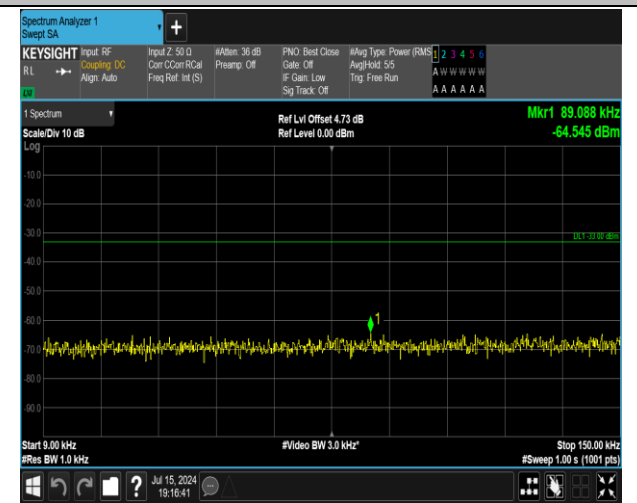 Spectrum Analyzer 1
Swept SA
+
KEYSIGHT Input: RF Input Z: 50 Ω #Atten: 36 dB PNO: Best Close #Avg Type: Power (RMS 1 2 3 4 5 6
R L Coupling: DC Corr CCorr RCal Preamp: Off Gate: Off Avg|Hold: 5/5 A W W W W W
Align: Auto Freq Ref: Int (S) IF Gain: Low Trig: Free Run
Sig Track: Off A A A A A A
1 Spectrum Ref Lvl Offset 4.73 dB Mkr1 89.088 kHz
Scale/Div 10 dB Ref Level 0.00 dBm -64.545 dBm
Log
-10.0
-20.0
-30.0
DL1 -33.00 dBm
-40.0
-50.0
-60.0
1
-70.0
-80.0
-90.0
Start 9.00 kHz #Video BW 3.0 kHz* Stop 150.00 kHz
#Res BW 1.0 kHz #Sweep 1.00 s (1001 pts)
? Jul 15, 2024
19:16:41